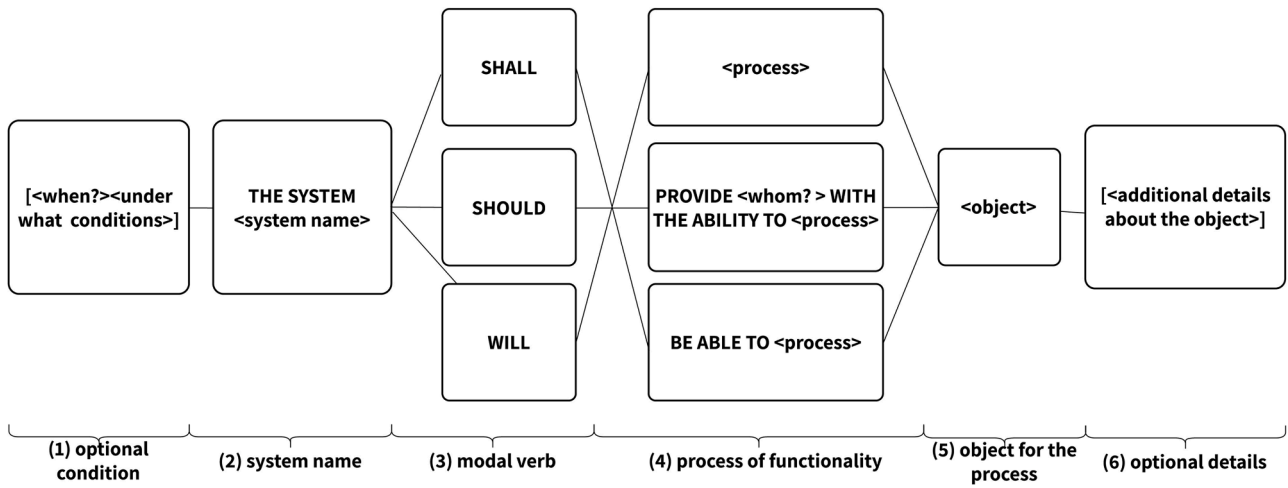 [<when?><under
what conditions>]
THE SYSTEM
<system name>
SHALL
SHOULD
WILL
<process>
PROVIDE <whom? > WITH
THE ABILITY TO <process>
BE ABLE TO <process>
<object>
[<additional details
about the object>]
(1) optional
condition
(2) system name
(3) modal verb
(4) process of functionality
(5) object for the
process
(6) optional details